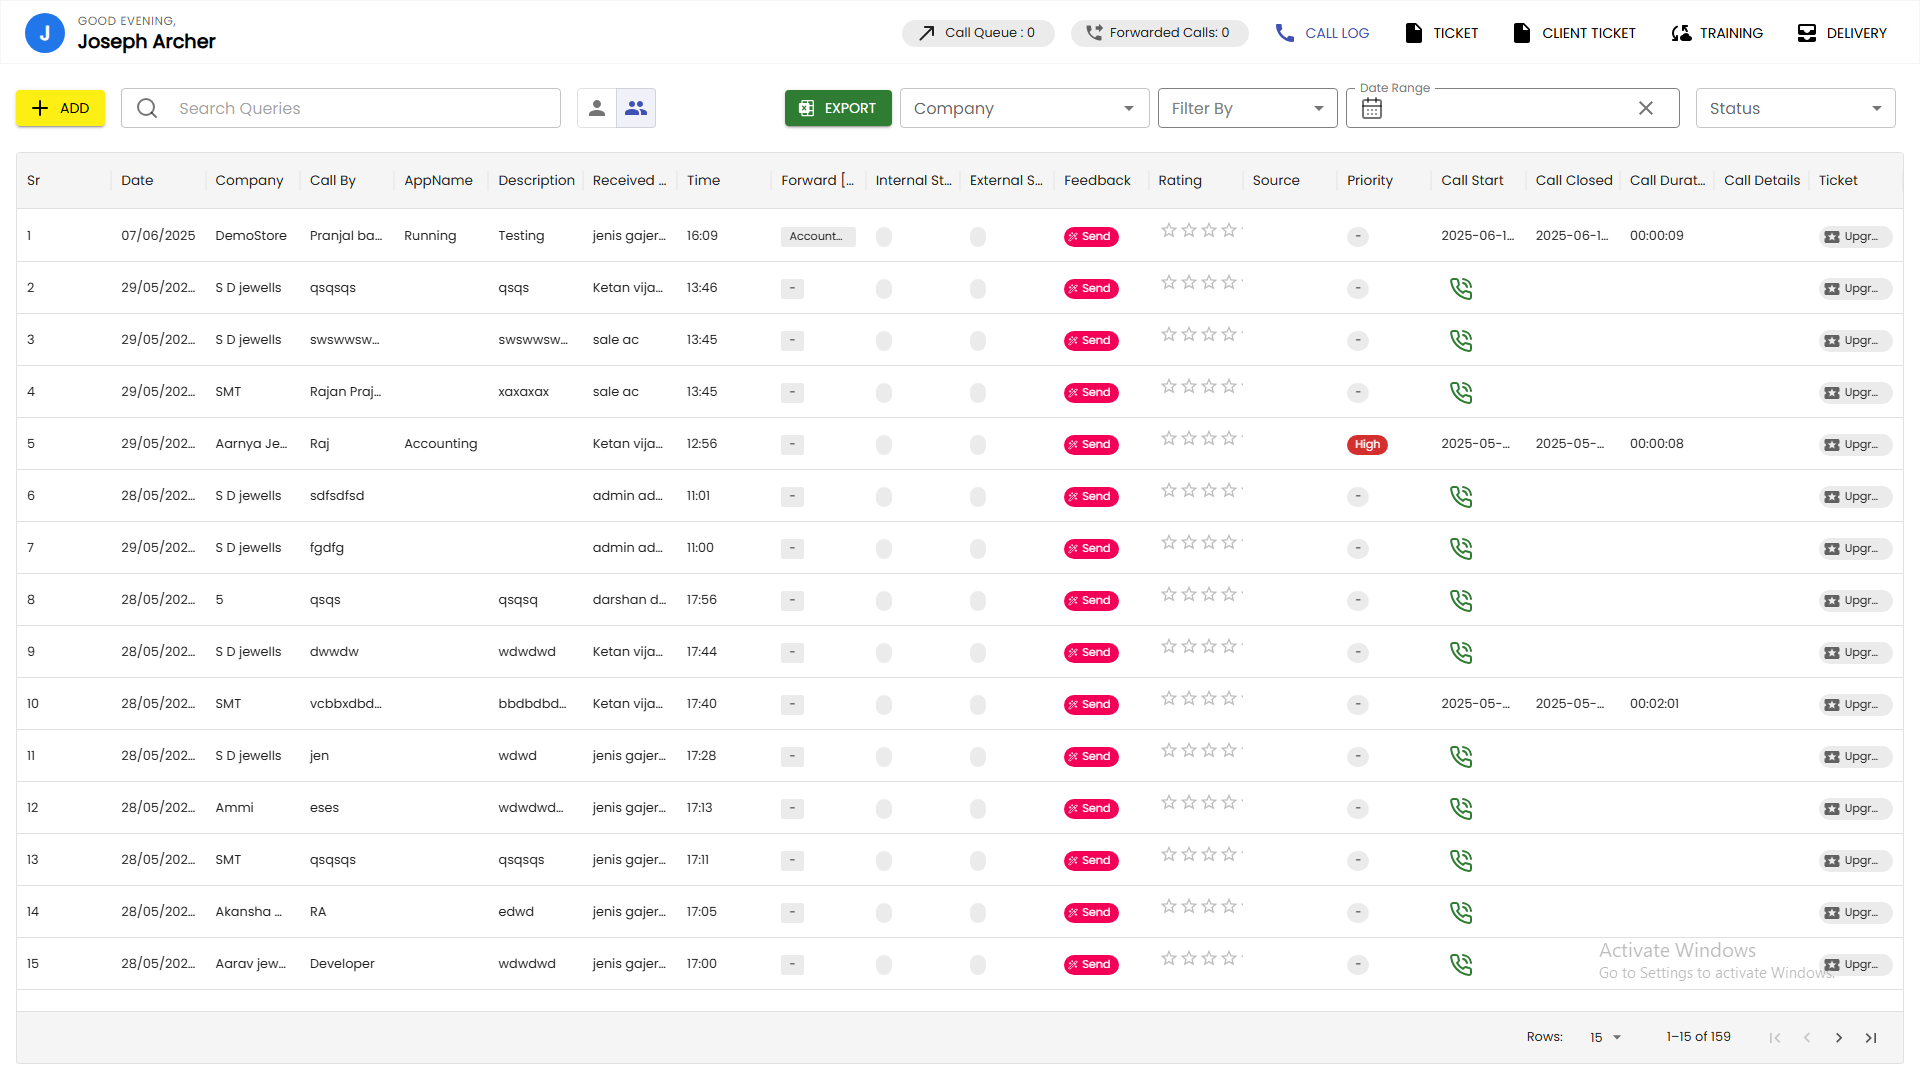 J
GOOD EVENING,
Joseph Archer
Call Queue : 0 Forwarded Calls: 0 CALL LOG TICKET CLIENT TICKET TRAINING DELIVERY
ADD Search Queries EXPORT Company Filter By Date Range Status
Sr Date Company Call By AppName Description Received ... Time Forward [... Internal St... External S... Feedback Rating Source Priority Call Start Call Closed Call Durat... Call Details Ticket
1 07/06/2025 DemoStore Pranjal ba... Running Testing jenis gajer... 16:09 Account... Send - 2025-06-1... 2025-06-1... 00:00:09 Upgr...
2 29/05/202... S D jewells qsqsqs qsqs Ketan vija... 13:46 - Send - Upgr...
3 29/05/202... S D jewells swswwsw... swswwsw... sale ac 13:45 - Send - Upgr...
4 29/05/202... SMT Rajan Praj... xaxaxax sale ac 13:45 - Send - Upgr...
5 29/05/202... Aarnya Je... Raj Accounting Ketan vija... 12:56 - Send High 2025-05-... 2025-05-... 00:00:08 Upgr...
6 28/05/202... S D jewells sdfsdfsd admin ad... 11:01 - Send - Upgr...
7 29/05/202... S D jewells fgdfg admin ad... 11:00 - Send - Upgr...
8 28/05/202... 5 qsqs qsqsq darshan d... 17:56 - Send - Upgr...
9 28/05/202... S D jewells dwwdw wdwdwd Ketan vija... 17:44 - Send - Upgr...
10 28/05/202... SMT vcbbxdbd... bbdbdbd... Ketan vija... 17:40 - Send - 2025-05-... 2025-05-... 00:02:01 Upgr...
11 28/05/202... S D jewells jen wdwd jenis gajer... 17:28 - Send - Upgr...
12 28/05/202... Ammi eses wdwdwd... jenis gajer... 17:13 - Send - Upgr...
13 28/05/202... SMT qsqsqs qsqsqs jenis gajer... 17:11 - Send - Upgr...
14 28/05/202... Akansha ... RA edwd jenis gajer... 17:05 - Send - Upgr...
15 28/05/202... Aarav jew... Developer wdwdwd jenis gajer... 17:00 - Send - Upgr...
Activate Windows
Go to Settings to activate Windows.
Rows: 15 1–15 of 159